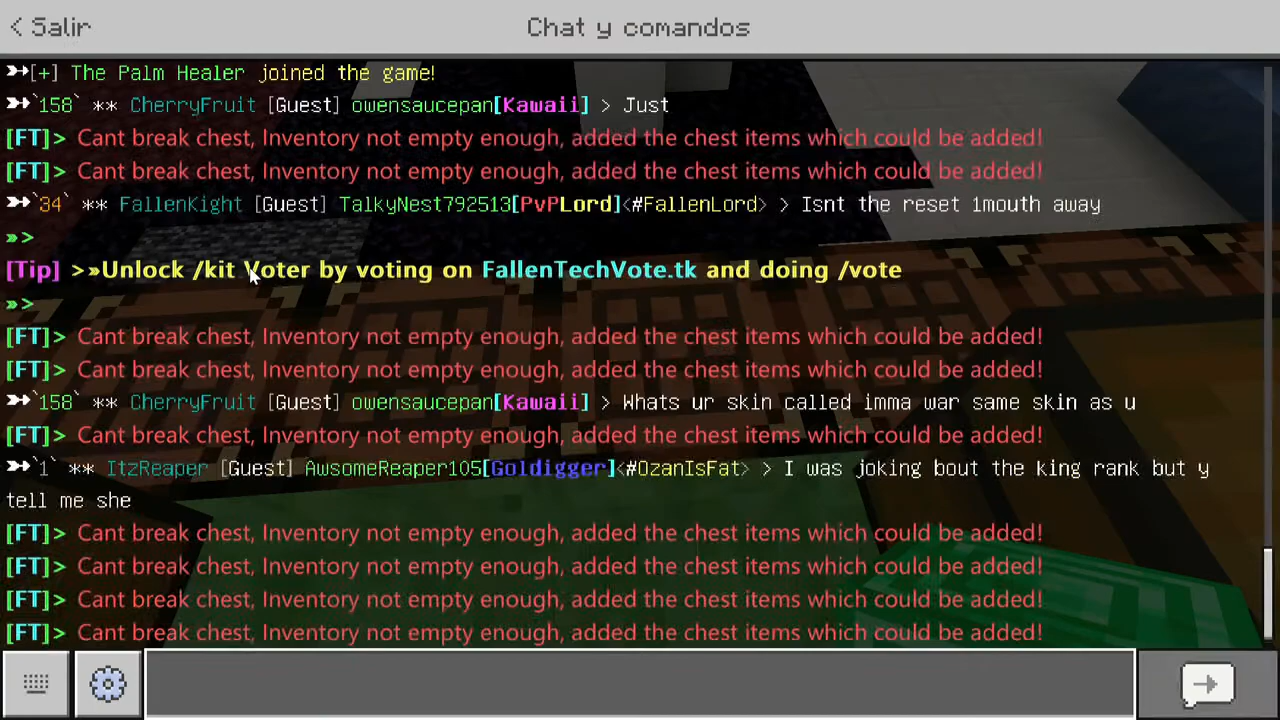 < Salir
Chat y comandos
➳[+] The Palm Healer joined the game!
➳`158` ** CherryFruit [Guest] owensaucepan[Kawaii] > Just
[FT]> Cant break chest, Inventory not empty enough, added the chest items which could be added!
[FT]> Cant break chest, Inventory not empty enough, added the chest items which could be added!
➳`34` ** FallenKight [Guest] TalkyNest792513[PvPLord]<#FallenLord> > Isnt the reset 1mouth away
»>
[Tip] >»Unlock /kit Voter by voting on FallenTechVote.tk and doing /vote
»>
[FT]> Cant break chest, Inventory not empty enough, added the chest items which could be added!
[FT]> Cant break chest, Inventory not empty enough, added the chest items which could be added!
➳`158` ** CherryFruit [Guest] owensaucepan[Kawaii] > Whats ur skin called imma war same skin as u
[FT]> Cant break chest, Inventory not empty enough, added the chest items which could be added!
➳`1` ** ItzReaper [Guest] AwsomeReaper105[Goldigger]<#OzanIsFat> > I was joking bout the king rank but y
tell me she
[FT]> Cant break chest, Inventory not empty enough, added the chest items which could be added!
[FT]> Cant break chest, Inventory not empty enough, added the chest items which could be added!
[FT]> Cant break chest, Inventory not empty enough, added the chest items which could be added!
[FT]> Cant break chest, Inventory not empty enough, added the chest items which could be added!